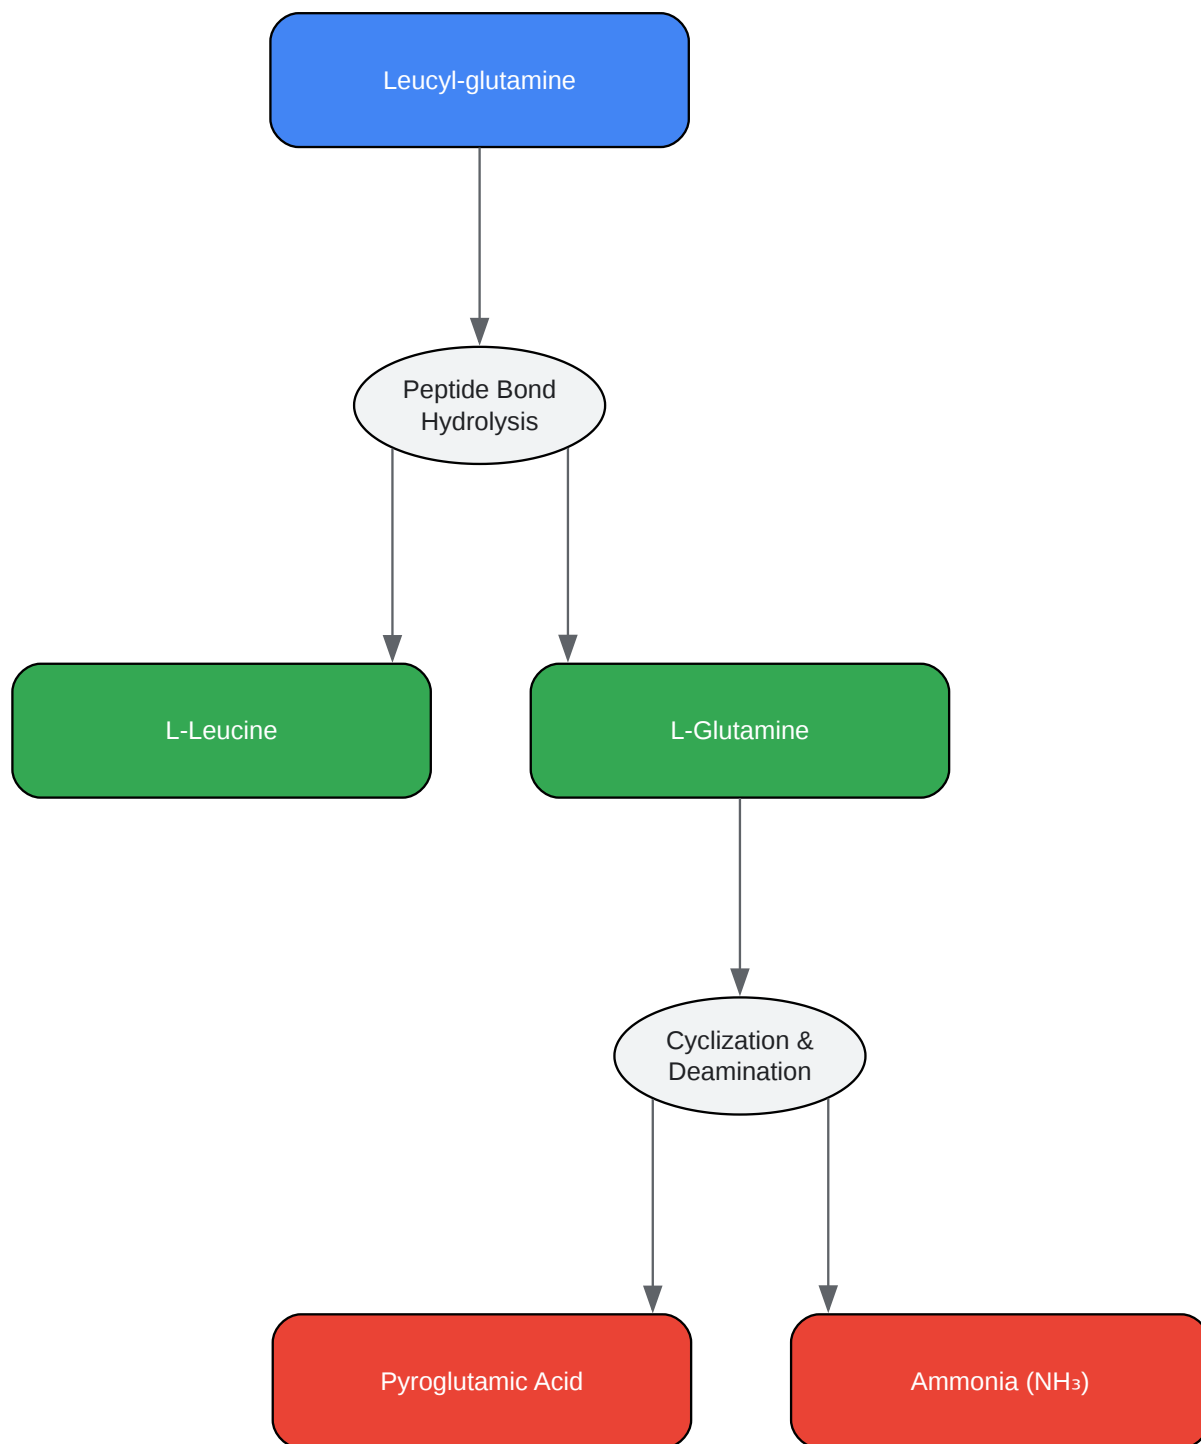 Leucyl-glutamine
Peptide Bond
Hydrolysis
L-Leucine
L-Glutamine
Cyclization &
Deamination
Pyroglutamic Acid
Ammonia (NH₃)